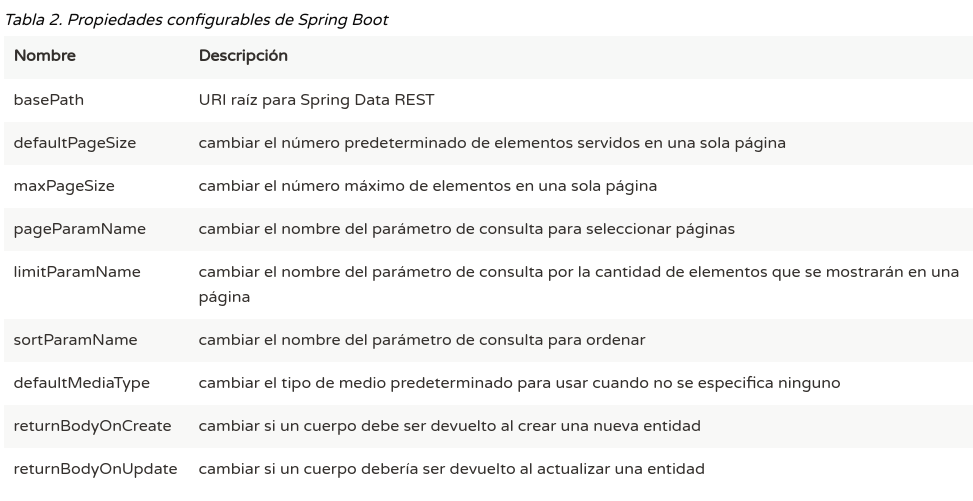 Tabla 2. Propiedades configurables de Spring Boot
Nombre Descripción
basePath URI raíz para Spring Data REST
defaultPageSize cambiar el número predeterminado de elementos servidos en una sola página
maxPageSize cambiar el número máximo de elementos en una sola página
pageParamName cambiar el nombre del parámetro de consulta para seleccionar páginas
limitParamName cambiar el nombre del parámetro de consulta por la cantidad de elementos que se mostrarán en una
página
sortParamName cambiar el nombre del parámetro de consulta para ordenar
defaultMediaType cambiar el tipo de medio predeterminado para usar cuando no se especifica ninguno
returnBodyOnCreate cambiar si un cuerpo debe ser devuelto al crear una nueva entidad
returnBodyOnUpdate cambiar si un cuerpo debería ser devuelto al actualizar una entidad